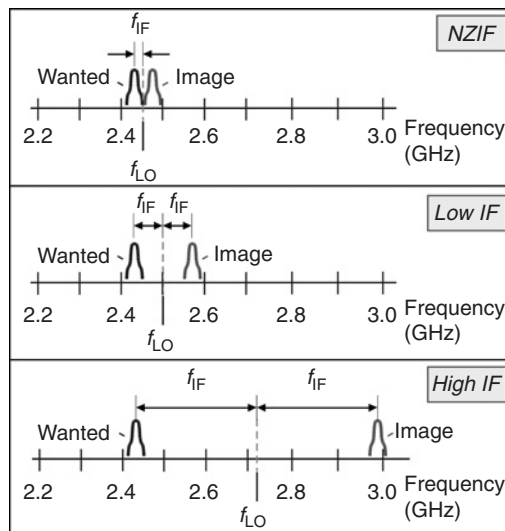 f_IF
NZIF
Wanted
Image
2.2 2.4 2.6 2.8 3.0 Frequency
(GHz)
f_LO
f_IF f_IF
Low IF
Wanted
Image
2.2 2.4 2.6 2.8 3.0 Frequency
(GHz)
f_LO
f_IF f_IF
High IF
Wanted
Image
2.2 2.4 2.6 2.8 3.0 Frequency
(GHz)
f_LO